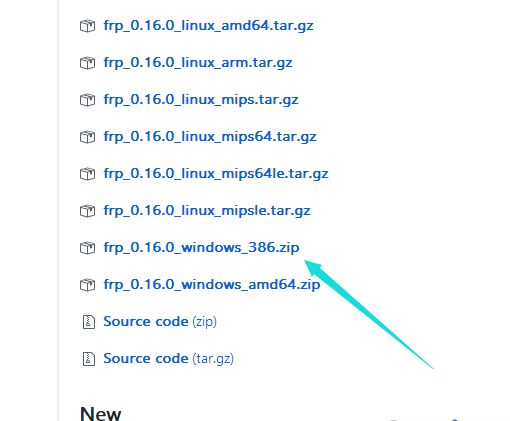 frp_0.16.0_linux_amd64.tar.gz
frp_0.16.0_linux_arm.tar.gz
frp_0.16.0_linux_mips.tar.gz
frp_0.16.0_linux_mips64.tar.gz
frp_0.16.0_linux_mips64le.tar.gz
frp_0.16.0_linux_mipsle.tar.gz
frp_0.16.0_windows_386.zip
frp_0.16.0_windows_amd64.zip
Source code (zip)
Source code (tar.gz)
New